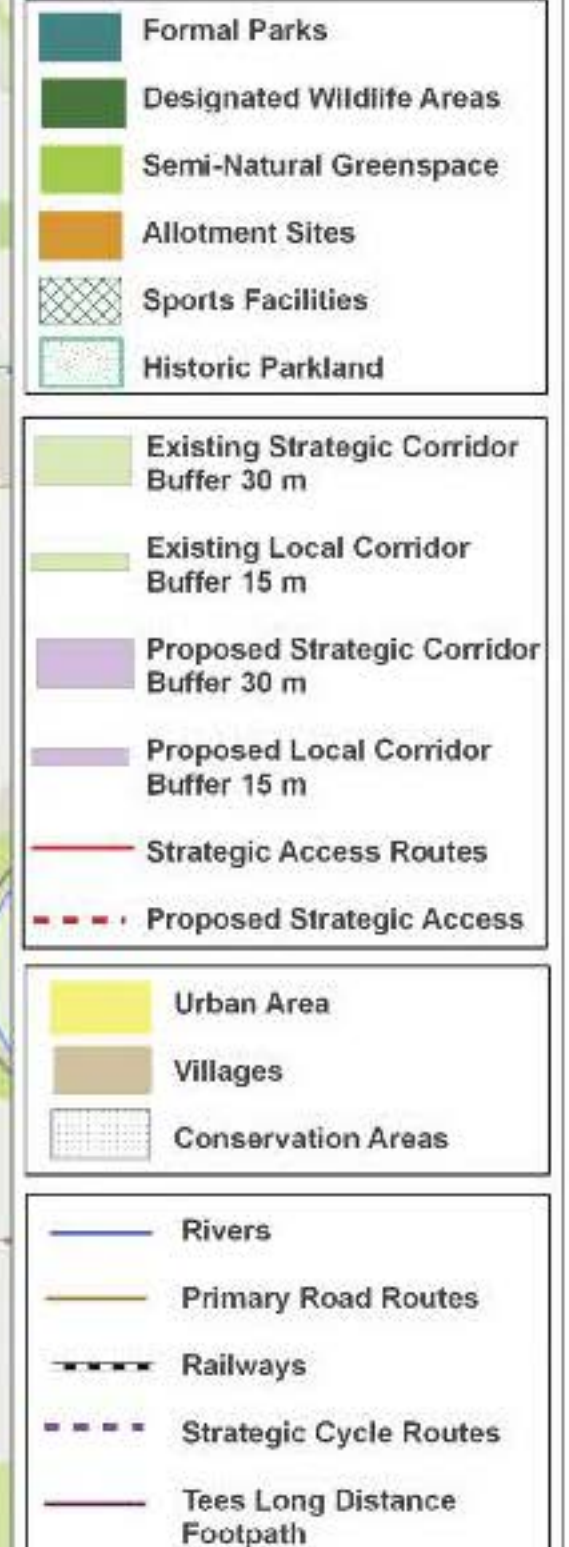 Formal Parks
Designated Wildlife Areas
Semi-Natural Greenspace
Allotment Sites
Sports Facilities
Historic Parkland
Existing Strategic Corridor
Buffer 30 m
Existing Local Corridor
Buffer 15 m
Proposed Strategic Corridor
Buffer 30 m
Proposed Local Corridor
Buffer 15 m
Strategic Access Routes
Proposed Strategic Access
Urban Area
Villages
Conservation Areas
Rivers
Primary Road Routes
Railways
Strategic Cycle Routes
Tees Long Distance
Footpath